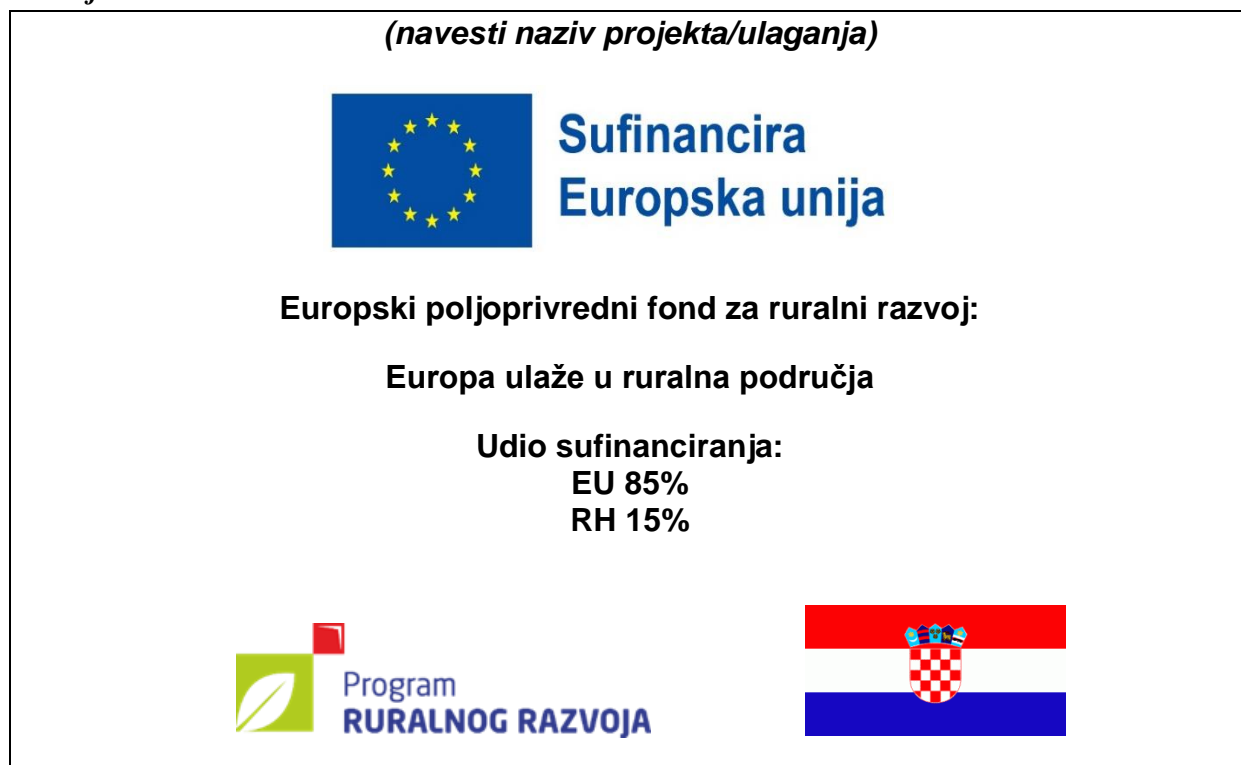 (navesti naziv projekta/ulaganja)
Sufinancira
Europska unija
Europski poljoprivredni fond za ruralni razvoj:
Europa ulaže u ruralna područja
Udio sufinanciranja:
EU 85%
RH 15%
Program
RURALNOG RAZVOJA